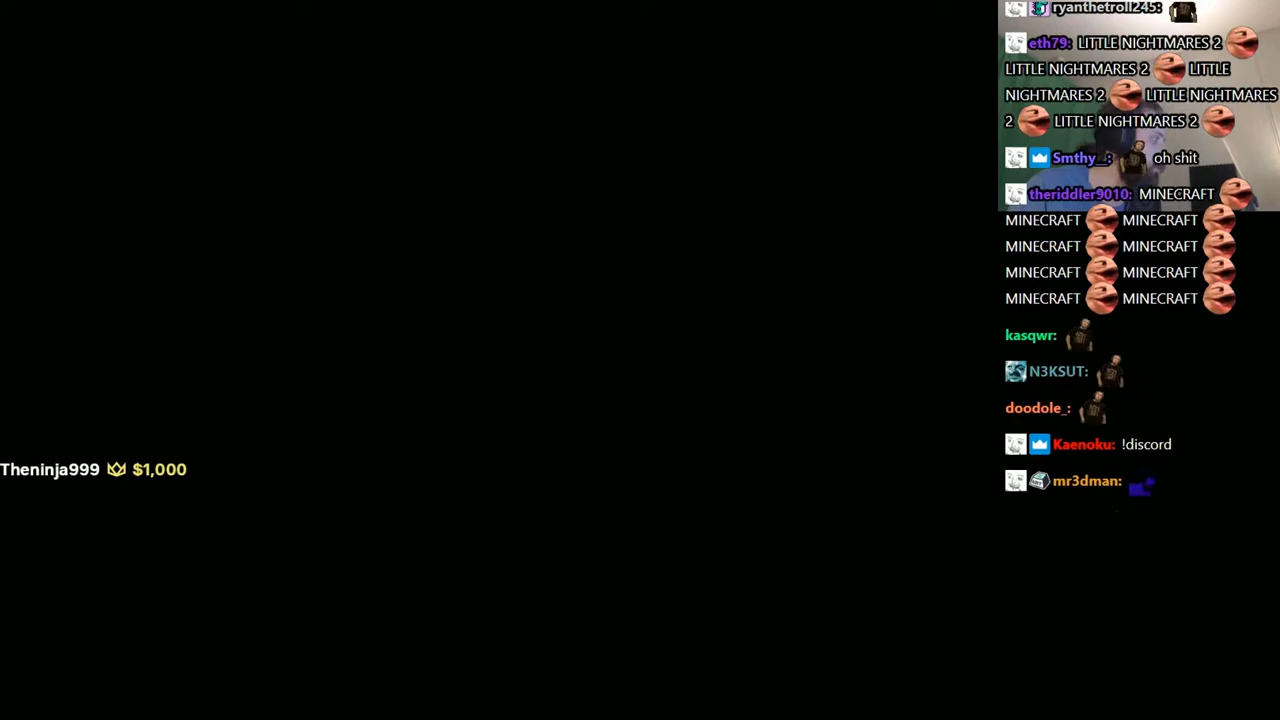 ryanthetroll245:
eth79: LITTLE NIGHTMARES 2
LITTLE NIGHTMARES 2 LITTLE
NIGHTMARES 2 LITTLE NIGHTMARES
2 LITTLE NIGHTMARES 2
Smthy__: oh shit
theriddler9010: MINECRAFT
MINECRAFT MINECRAFT
MINECRAFT MINECRAFT
MINECRAFT MINECRAFT
MINECRAFT MINECRAFT
kasqwr:
N3KSUT:
doodole_:
Kaenoku: !discord
Theninja999 $1,000
mr3dman: